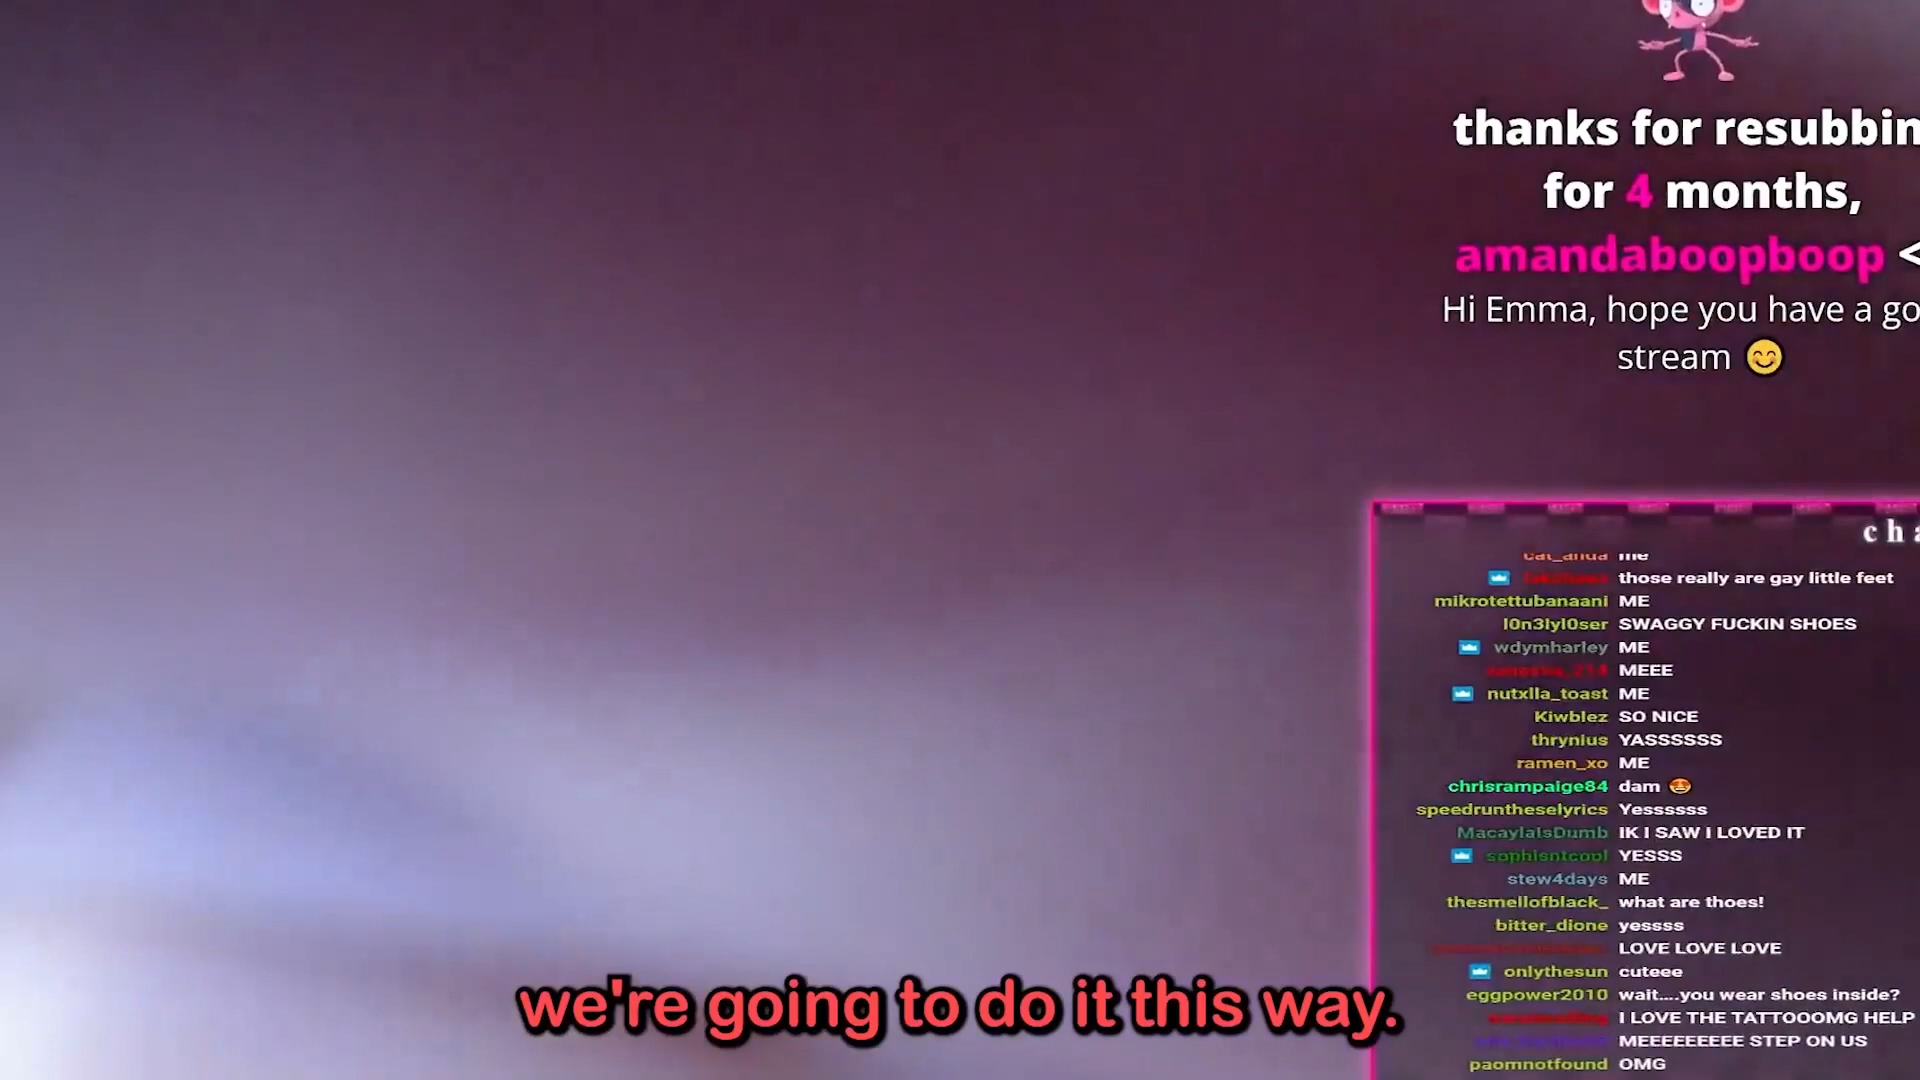 thanks for resubbin
for 4 months,
amandaboopboop <
Hi Emma, hope you have a go
stream 😊
cha
me
those really are gay little feet
mikrotettubanaani ME
l0n3lyl0ser SWAGGY FUCKIN SHOES
wdymharley ME
MEEE
nutxlla_toast ME
Kiwblez SO NICE
thrynius YASSSSSS
ramen_xo ME
chrisrampaige84 dam 🤩
speedruntheselyrics Yessssss
MacaylaIsDumb IK I SAW I LOVED IT
sophisntcool YESSS
stew4days ME
thesmellofblack_ what are thoes!
bitter_dione yessss
LOVE LOVE LOVE
onlythesun cuteee
eggpower2010 wait....you wear shoes inside?
I LOVE THE TATTOOOMG HELP
MEEEEEEEEE STEP ON US
paomnotfound OMG
we're going to do it this way.